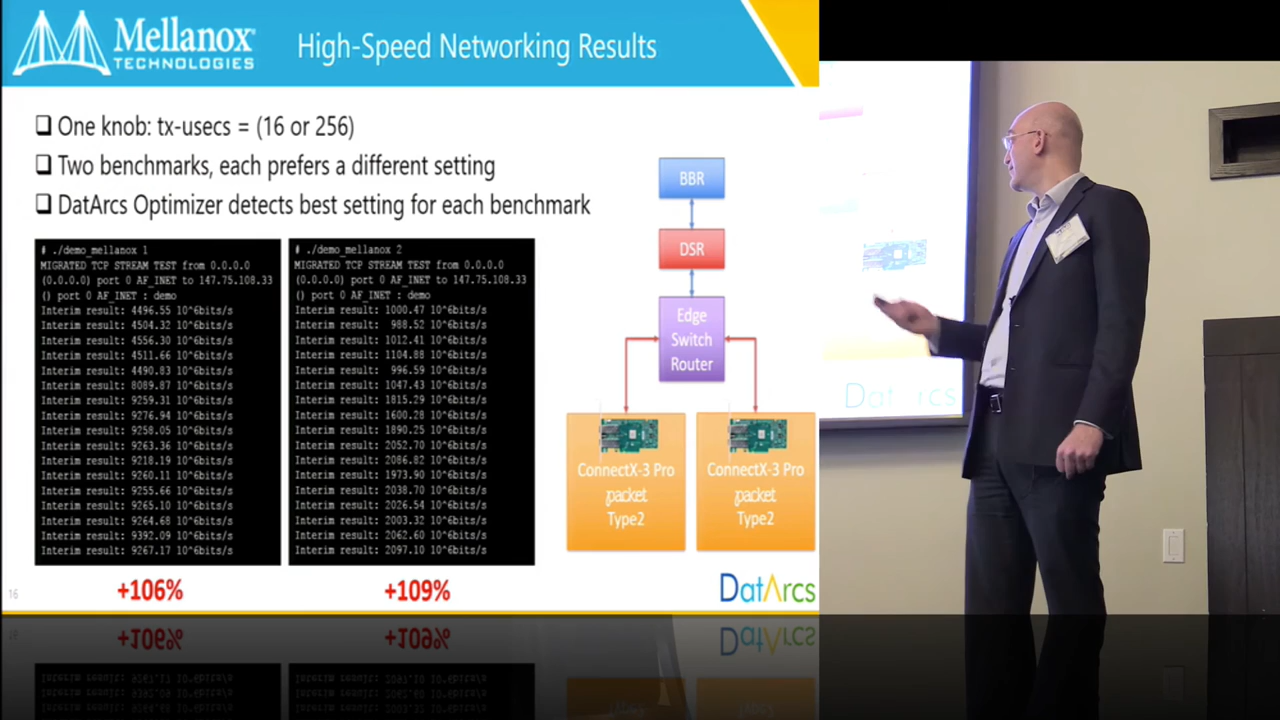 Mellanox
TECHNOLOGIES
High-Speed Networking Results
One knob: tx-usecs = (16 or 256)
Two benchmarks, each prefers a different setting
DatArcs Optimizer detects best setting for each benchmark
# ./demo_mellanox 1
MIGRATED TCP STREAM TEST from 0.0.0.0
(0.0.0.0) port 0 AF_INET to 147.75.108.33
() port 0 AF_INET : demo
Interim result: 4496.55 10^6bits/s
Interim result: 4504.32 10^6bits/s
Interim result: 4556.30 10^6bits/s
Interim result: 4511.66 10^6bits/s
Interim result: 4490.83 10^6bits/s
Interim result: 8089.87 10^6bits/s
Interim result: 9259.31 10^6bits/s
Interim result: 9276.94 10^6bits/s
Interim result: 9258.05 10^6bits/s
Interim result: 9263.36 10^6bits/s
Interim result: 9218.19 10^6bits/s
Interim result: 9260.11 10^6bits/s
Interim result: 9255.66 10^6bits/s
Interim result: 9265.10 10^6bits/s
Interim result: 9264.68 10^6bits/s
Interim result: 9392.09 10^6bits/s
Interim result: 9267.17 10^6bits/s
+106%
# ./demo_mellanox 2
MIGRATED TCP STREAM TEST from 0.0.0.0
(0.0.0.0) port 0 AF_INET to 147.75.108.33
() port 0 AF_INET : demo
Interim result: 1000.47 10^6bits/s
Interim result: 988.52 10^6bits/s
Interim result: 1012.41 10^6bits/s
Interim result: 1104.88 10^6bits/s
Interim result: 996.59 10^6bits/s
Interim result: 1047.43 10^6bits/s
Interim result: 1815.29 10^6bits/s
Interim result: 1600.28 10^6bits/s
Interim result: 1890.25 10^6bits/s
Interim result: 2052.70 10^6bits/s
Interim result: 2086.82 10^6bits/s
Interim result: 1973.90 10^6bits/s
Interim result: 2038.70 10^6bits/s
Interim result: 2026.54 10^6bits/s
Interim result: 2003.32 10^6bits/s
Interim result: 2062.60 10^6bits/s
Interim result: 2097.10 10^6bits/s
+109%
BBR
DSR
Edge
Switch
Router
ConnectX-3 Pro
packet
Type2
ConnectX-3 Pro
packet
Type2
16
DatArcs